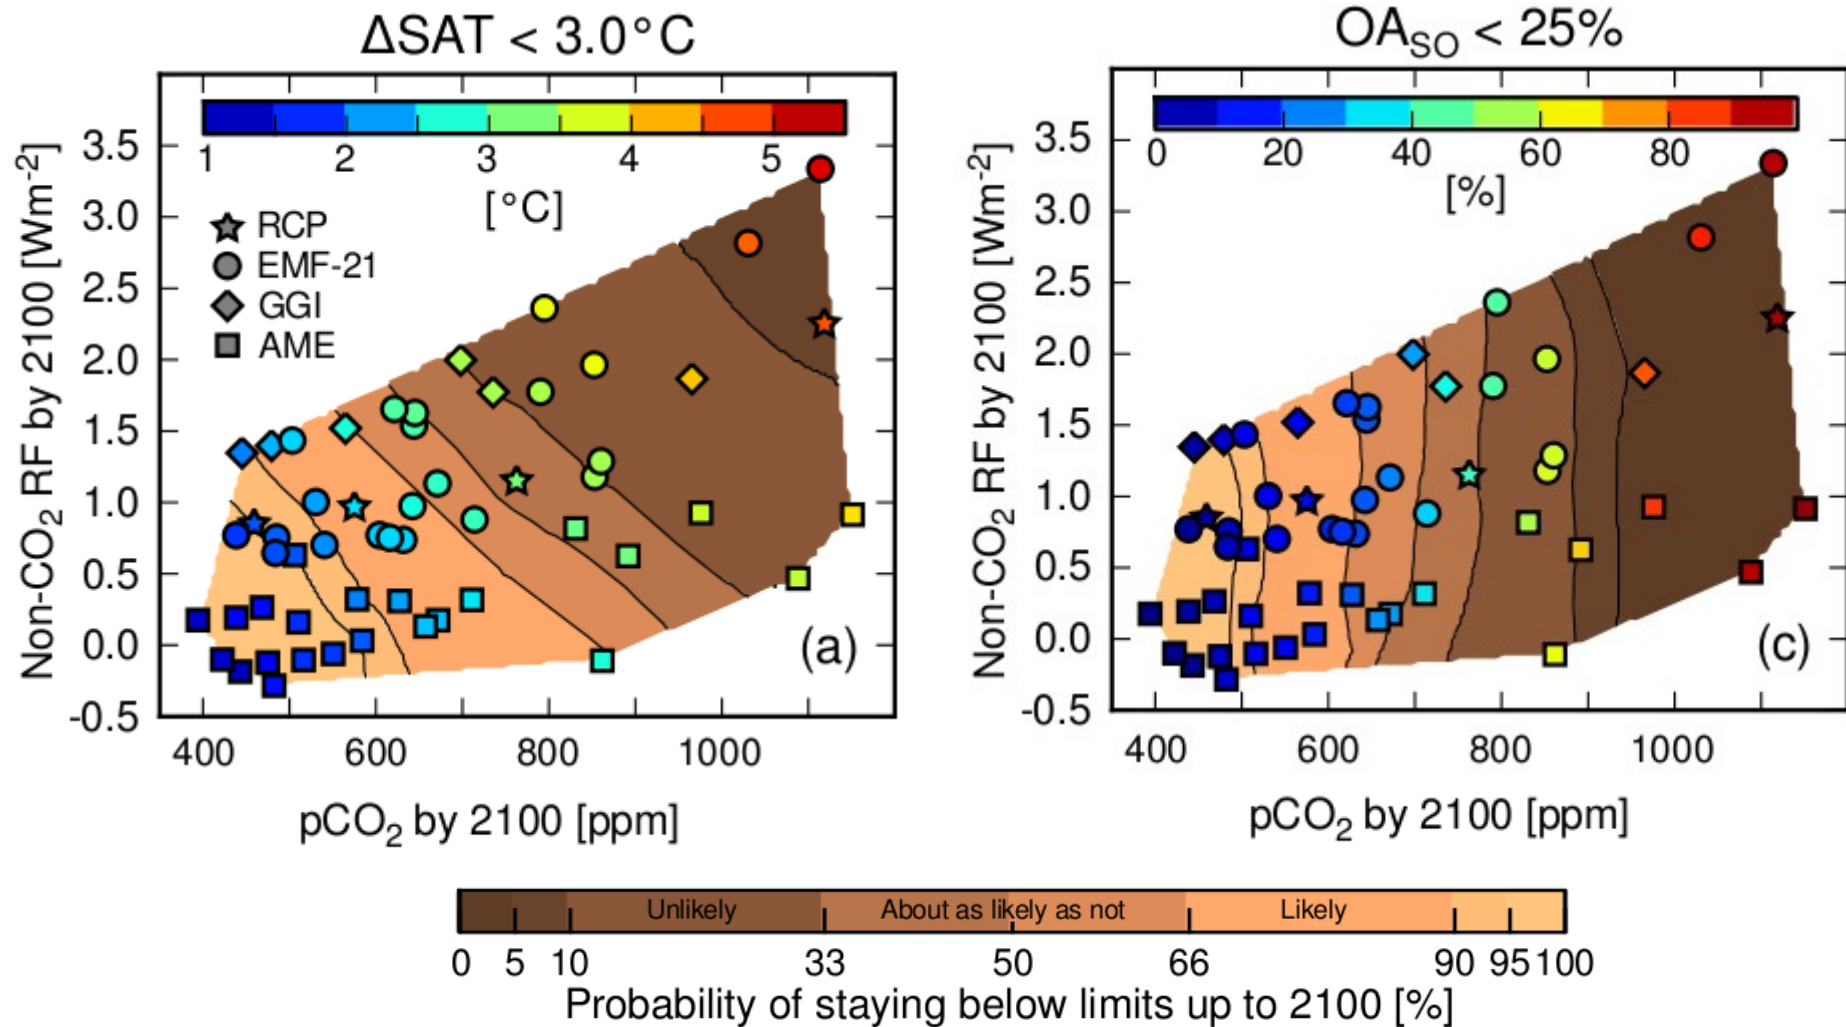 ΔSAT < 3.0°C
OA_SO < 25%
1 2 3 4 5
[°C]
RCP
EMF-21
GGI
AME
3.5
3.0
2.5
2.0
1.5
1.0
0.5
0.0
-0.5
Non-CO₂ RF by 2100 [Wm⁻²]
(a)
400 600 800 1000
pCO₂ by 2100 [ppm]
0 20 40 60 80
[%]
3.5
3.0
2.5
2.0
1.5
1.0
0.5
0.0
-0.5
Non-CO₂ RF by 2100 [Wm⁻²]
(c)
400 600 800 1000
pCO₂ by 2100 [ppm]
Unlikely About as likely as not Likely
0 5 10 33 50 66 90 95 100
Probability of staying below limits up to 2100 [%]